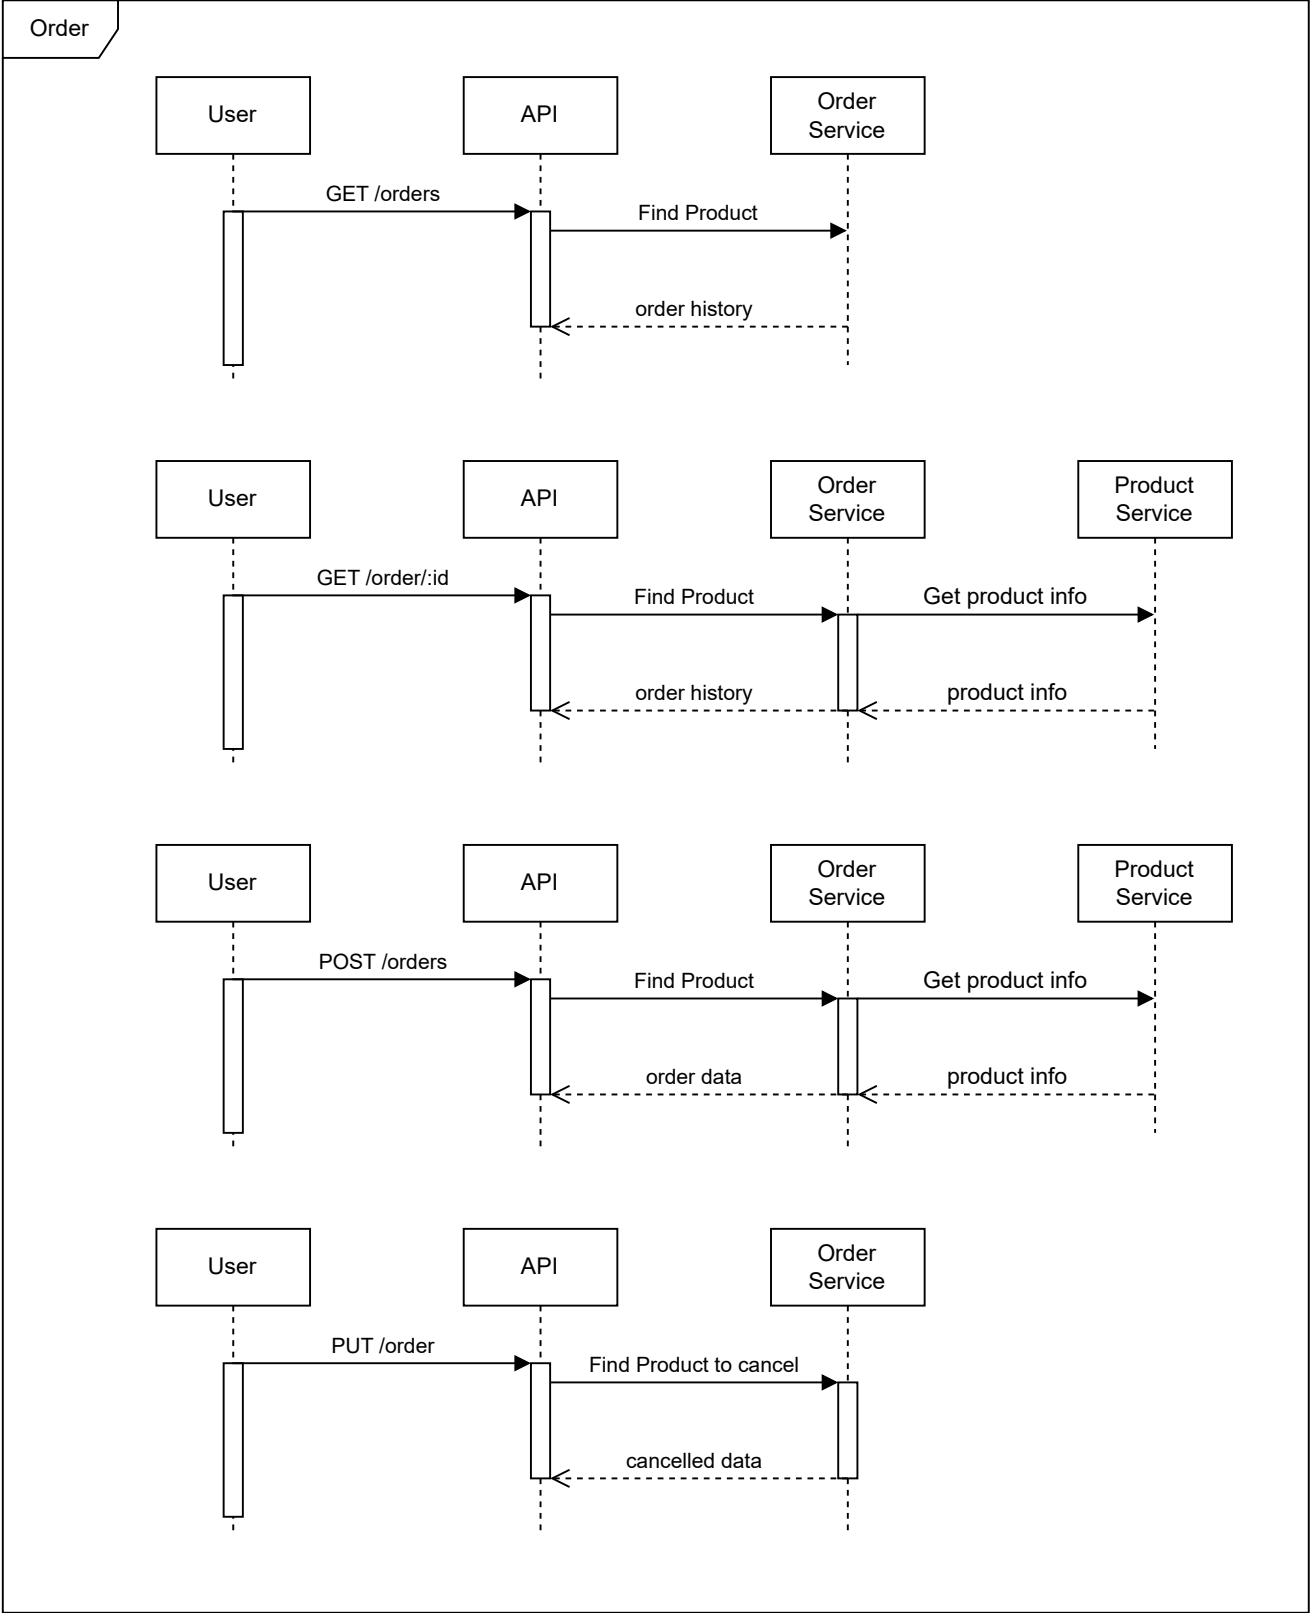 Order
User
API
Order
Service
GET /orders
Find Product
order history
User
API
Order
Service
Product
Service
GET /order/:id
Find Product
Get product info
order history
product info
User
API
Order
Service
Product
Service
POST /orders
Find Product
Get product info
order data
product info
User
API
Order
Service
PUT /order
Find Product to cancel
cancelled data